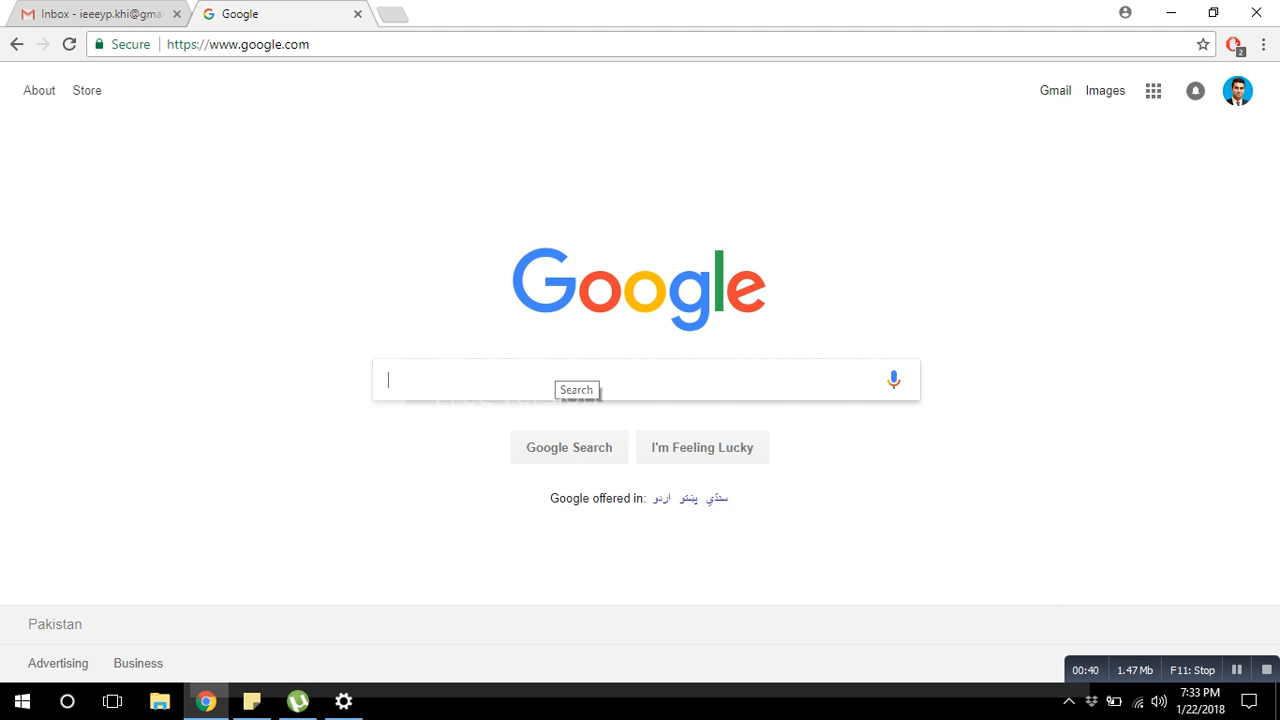 Inbox - ieeeyp.khi@gma
Google
Secure
https://www.google.com
2
About Store
Gmail Images
Google
Search
Google Search
I'm Feeling Lucky
Google offered in: اردو پښتو سنڌي
Pakistan
Advertising Business
00:40 1.47 Mb F11: Stop
7:33 PM
1/22/2018